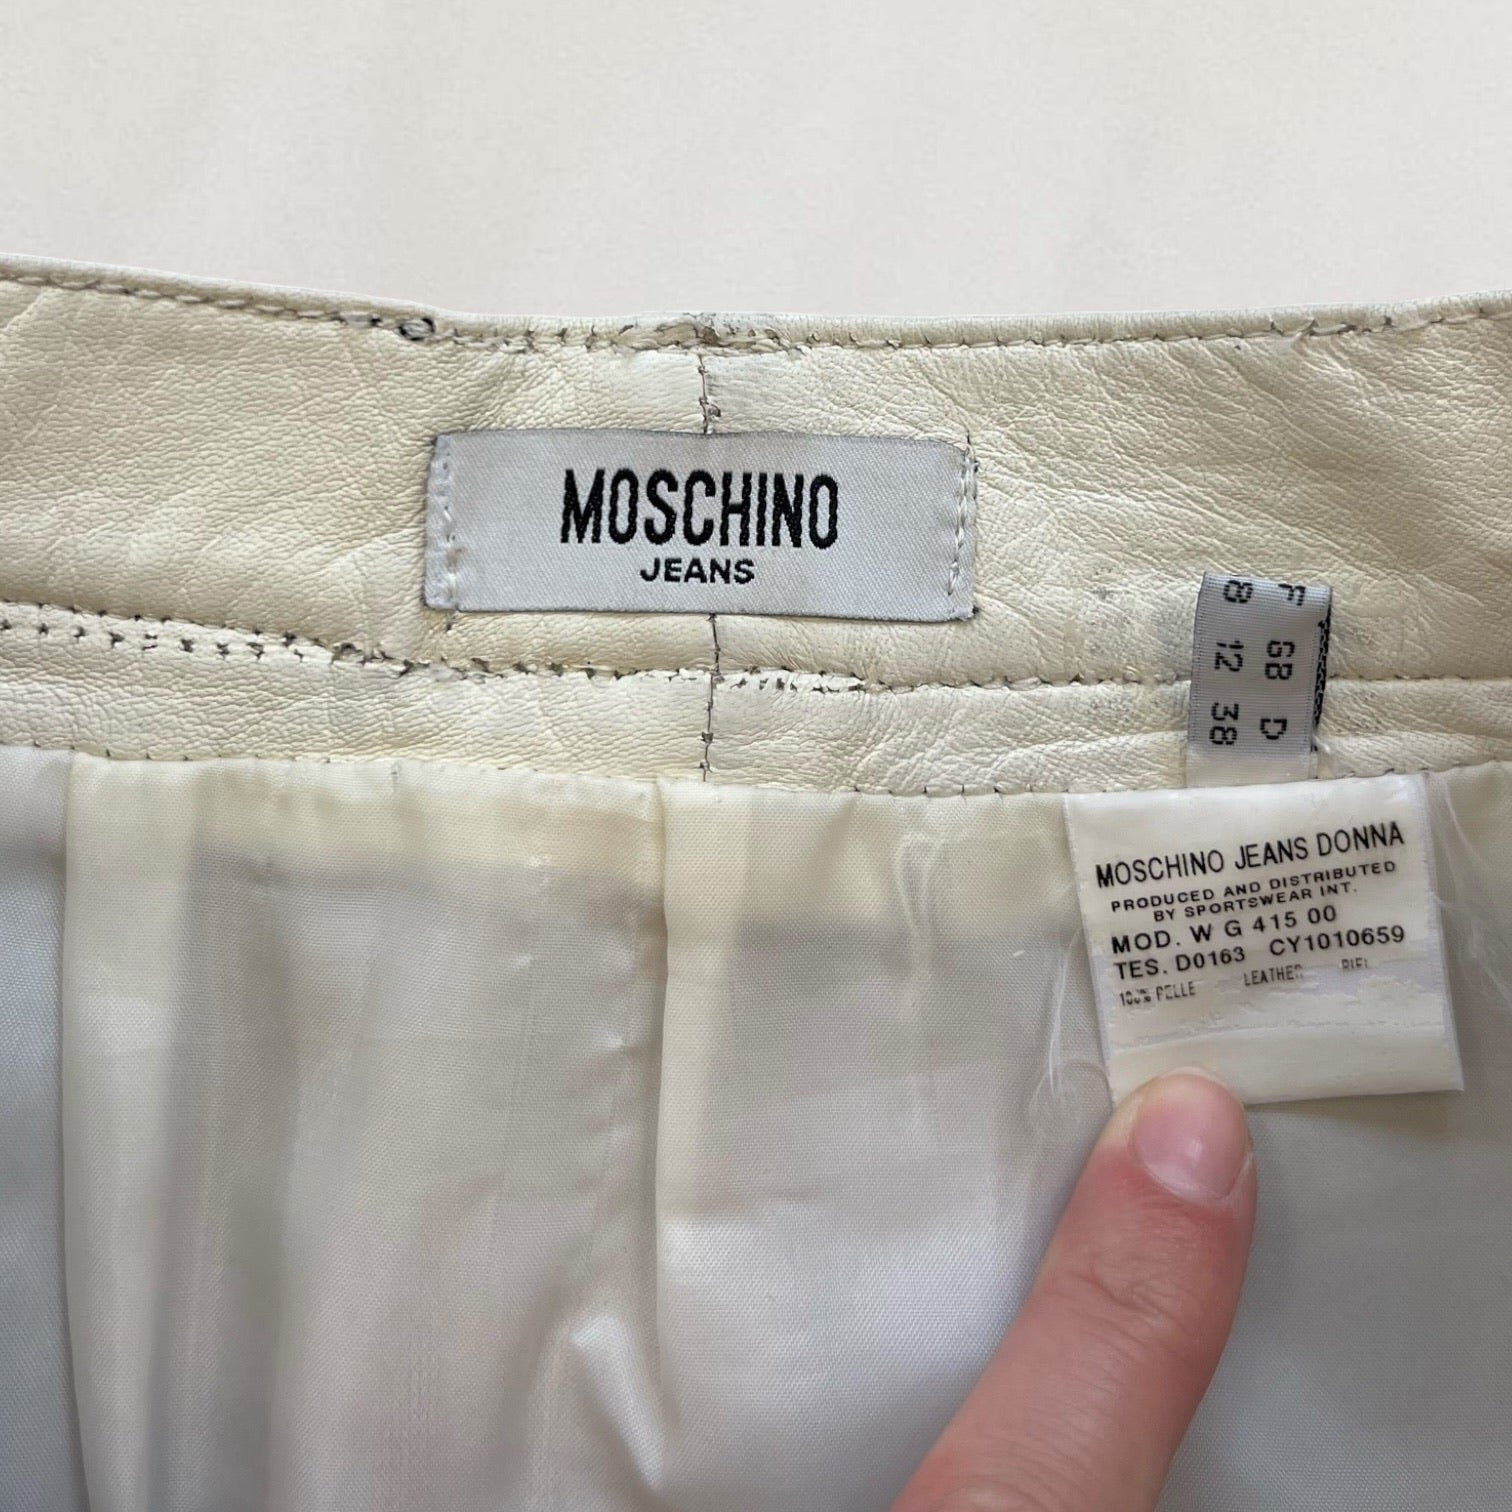 MOSCHINO
JEANS
F GB D
8 12 38
MOSCHINO JEANS DONNA
PRODUCED AND DISTRIBUTED
BY SPORTSWEAR INT.
MOD. W G 415 00
TES. D0163 CY1010659
100% PELLE LEATHER